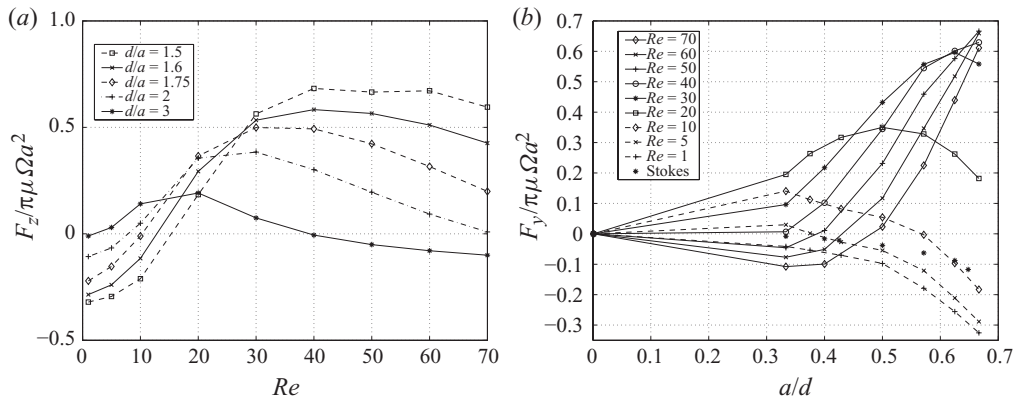 (a)
1.0
0.5
0
−0.5
F_z/πμΩa²
d/a = 1.5
d/a = 1.6
d/a = 1.75
d/a = 2
d/a = 3
0 10 20 30 40 50 60 70
Re
(b)
0.7
0.6
0.5
0.4
0.3
0.2
0.1
0
−0.1
−0.2
−0.3
F_y/πμΩa²
Re = 70
Re = 60
Re = 50
Re = 40
Re = 30
Re = 20
Re = 10
Re = 5
Re = 1
Stokes
0 0.1 0.2 0.3 0.4 0.5 0.6 0.7
a/d